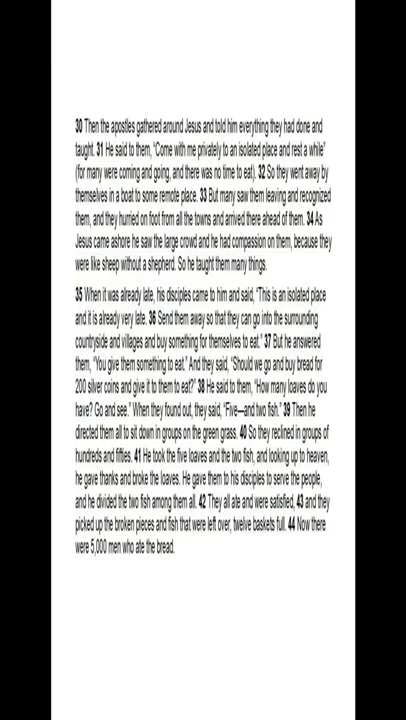 30 Then the apostles gathered around Jesus and told him everything they had done and
taught. 31 He said to them, “Come with me privately to an isolated place and rest a while”
(for many were coming and going, and there was no time to eat). 32 So they went away by
themselves in a boat to some remote place. 33 But many saw them leaving and recognized
them, and they hurried on foot from all the towns and arrived there ahead of them. 34 As
Jesus came ashore he saw the large crowd and he had compassion on them, because they
were like sheep without a shepherd. So he taught them many things.
35 When it was already late, his disciples came to him and said, “This is an isolated place
and it is already very late. 36 Send them away so that they can go into the surrounding
countryside and villages and buy something for themselves to eat.” 37 But he answered
them, “You give them something to eat.” And they said, “Should we go and buy bread for
200 silver coins and give it to them to eat?” 38 He said to them, “How many loaves do you
have? Go and see.” When they found out, they said, “Five—and two fish.” 39 Then he
directed them all to sit down in groups on the green grass. 40 So they reclined in groups of
hundreds and fifties. 41 He took the five loaves and the two fish, and looking up to heaven,
he gave thanks and broke the loaves. He gave them to his disciples to serve the people,
and he divided the two fish among them all. 42 They all ate and were satisfied, 43 and they
picked up the broken pieces and fish that were left over, twelve baskets full. 44 Now there
were 5,000 men who ate the bread.